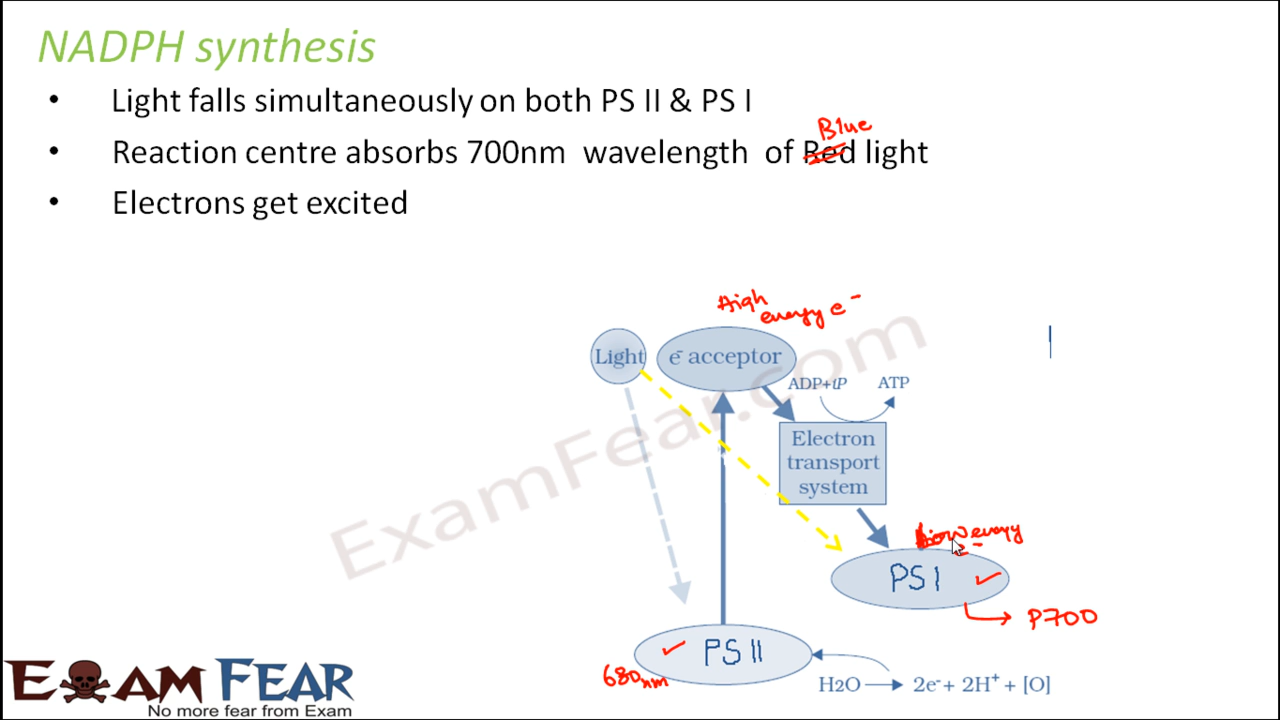 NADPH synthesis
• Light falls simultaneously on both PS II & PS I
Blue
• Reaction centre absorbs 700nm wavelength of Red light
• Electrons get excited
High
energy e⁻
Light
e⁻ acceptor
ADP+iP
ATP
Electron
transport
system
ExamFear.com
Low energy
e⁻
PS I
P700
PS II
680nm
H2O → 2e⁻+ 2H⁺ + [O]
EXAM FEAR
No more fear from Exam